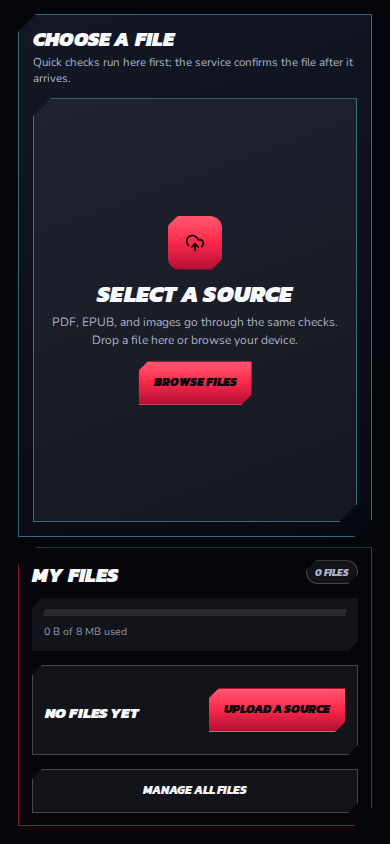 CHOOSE A FILE
Quick checks run here first; the service confirms the file after it
arrives.
SELECT A SOURCE
PDF, EPUB, and images go through the same checks.
Drop a file here or browse your device.
BROWSE FILES
MY FILES
0 FILES
0 B of 8 MB used
NO FILES YET
UPLOAD A SOURCE
MANAGE ALL FILES